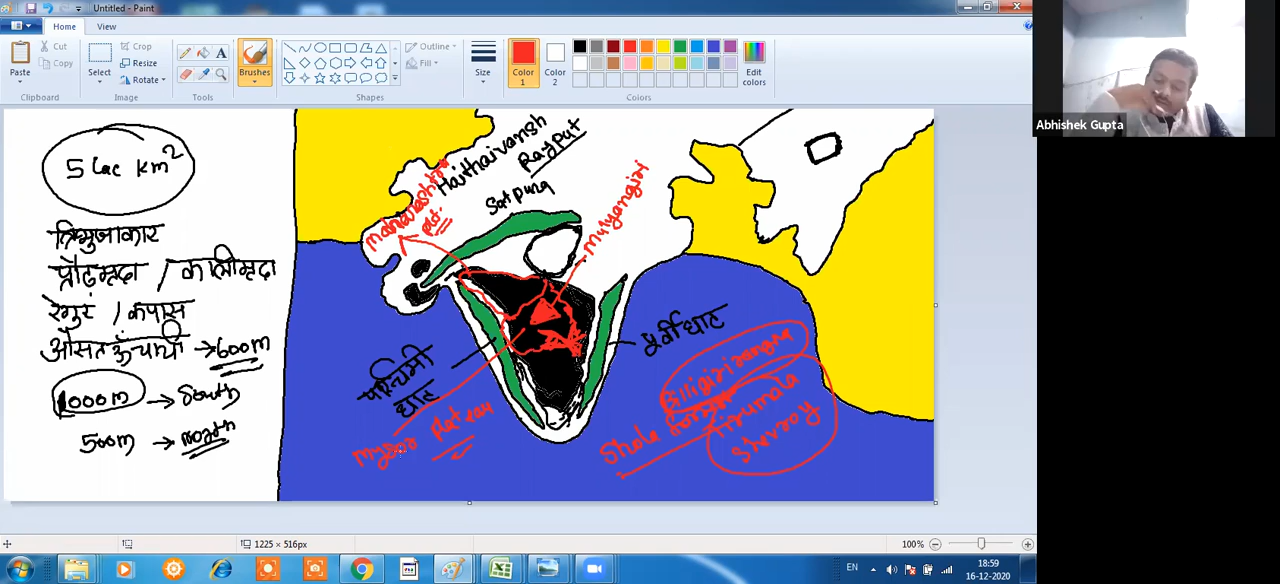 Untitled - Paint
Home
View
Paste
Cut
Copy
Clipboard
Select
Crop
Resize
Rotate
Image
Tools
Brushes
Shapes
Outline
Fill
Size
Color 1
Color 2
Edit colors
Colors
Abhishek Gupta
5 Lac km²
त्रिभुजाकार
/ कालीमृदा
रेगुर / कपास
औसत ऊंचायी → 600m
1000m → South
500m → north
Haithaivansh
Rajput
Satpura
Maharashtra
plat.
पश्चिमी
घाट
पूर्वी घाट
Mysore plateau
Billigirirangra
Shola forest
Tirumala
Shevroy
1225 × 516px
100%
EN
18:59
16-12-2020